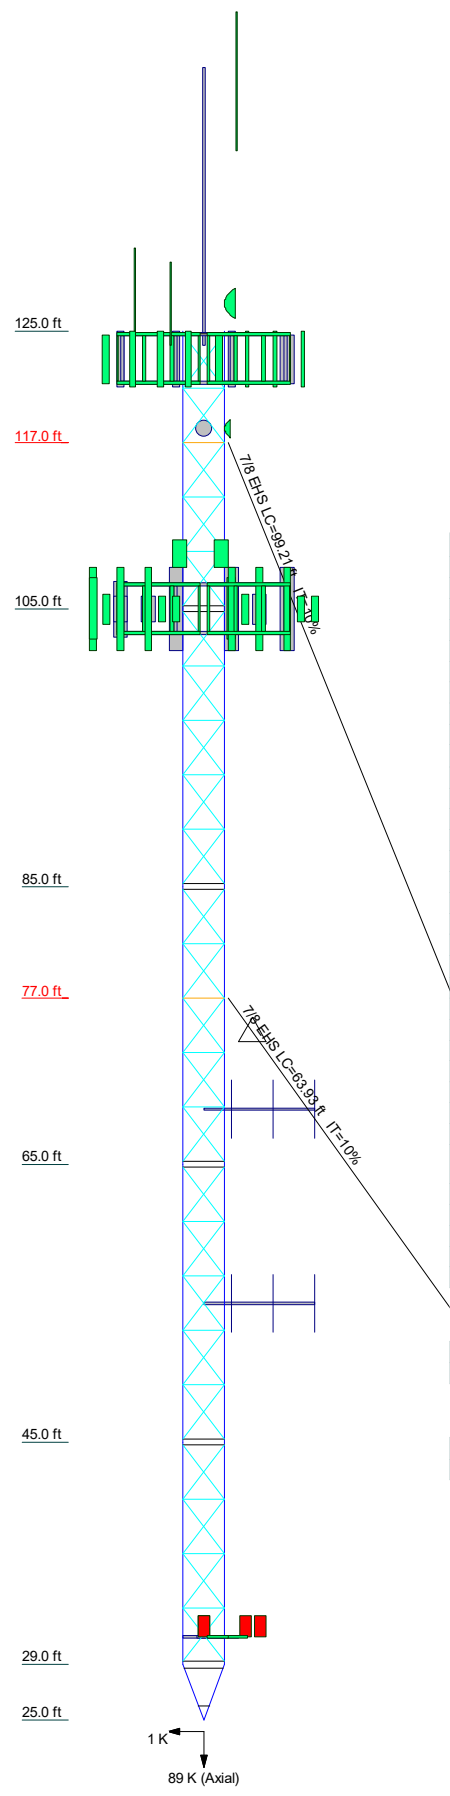 125.0 ft
117.0 ft
7/8 EHS LC=99.21 ft IT=10%
105.0 ft
85.0 ft
77.0 ft
7/8 EHS LC=63.93 ft IT=10%
65.0 ft
45.0 ft
29.0 ft
25.0 ft
1 K
89 K (Axial)